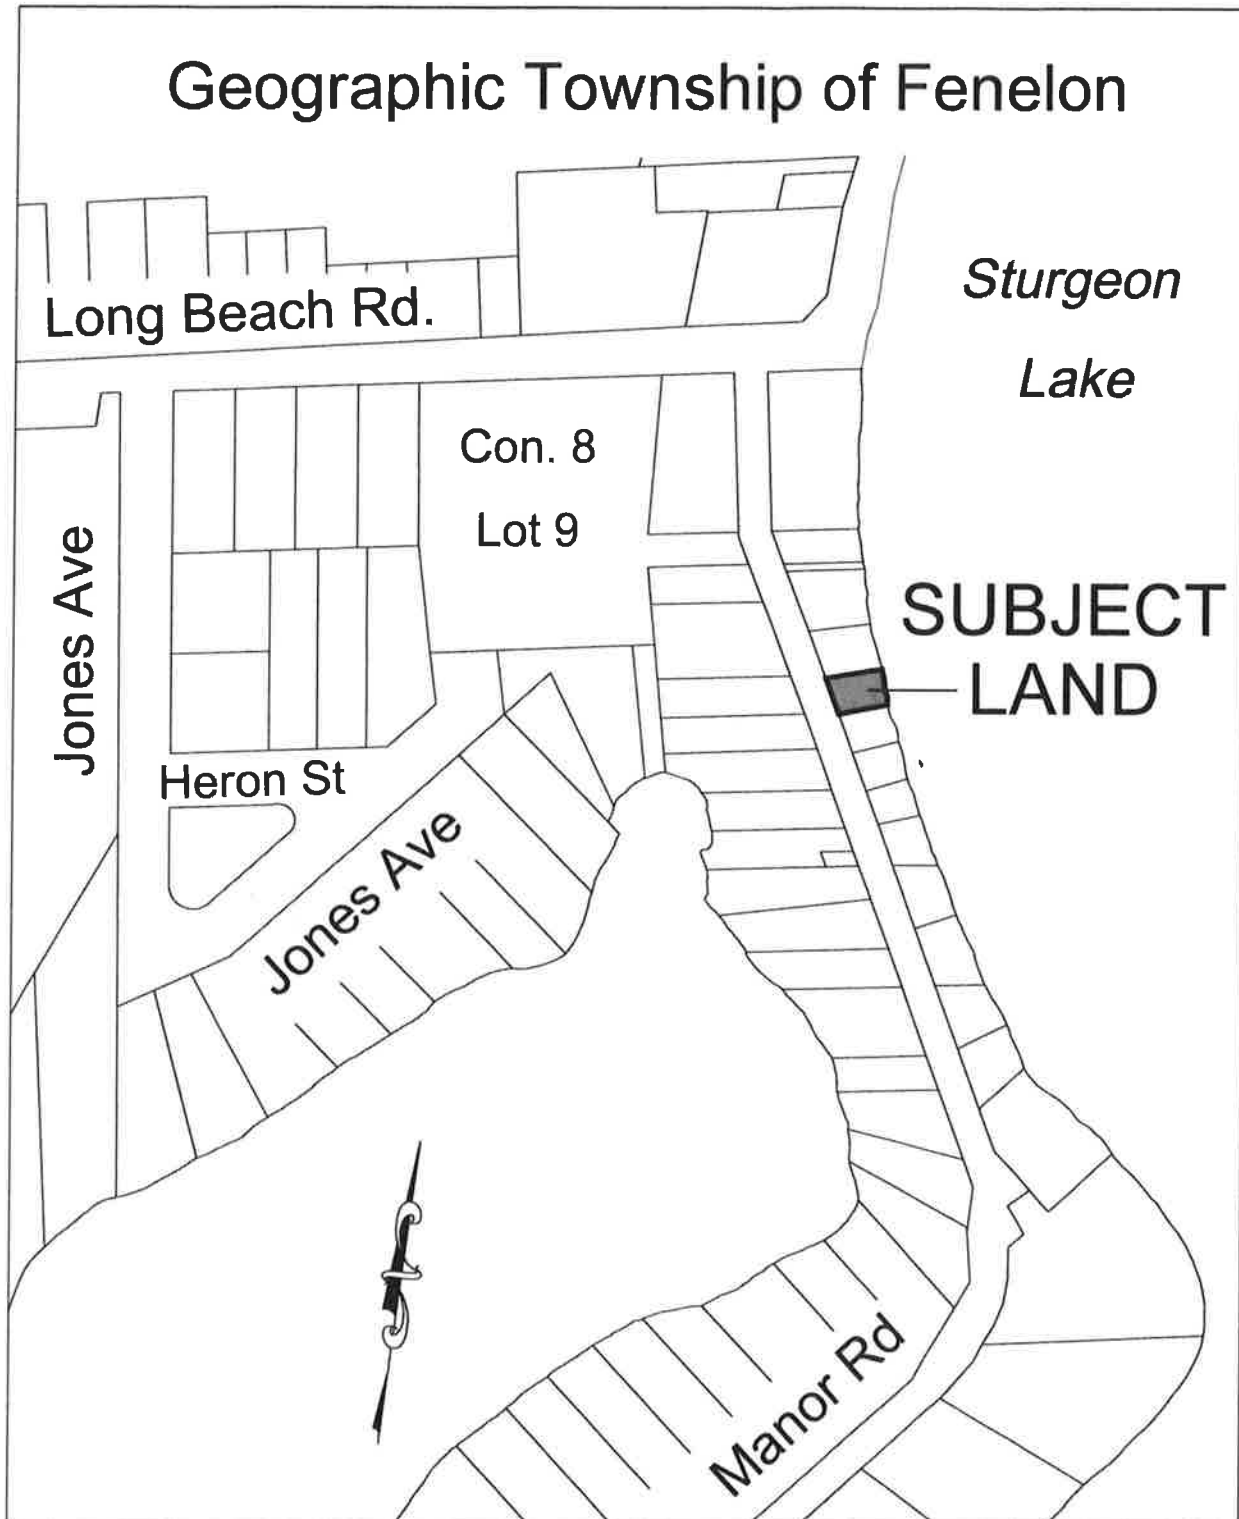 Geographic Township of Fenelon
Sturgeon
Lake
Long Beach Rd.
Con. 8
Lot 9
Jones Ave
SUBJECT
LAND
Heron St
Jones Ave
Manor Rd